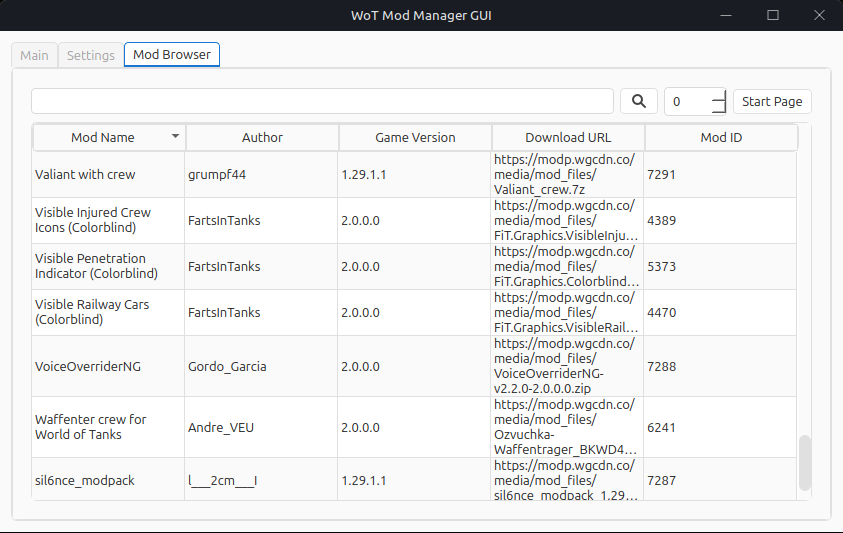 WoT Mod Manager GUI
Main Settings Mod Browser
0 Start Page
Mod Name Author Game Version Download URL Mod ID
Valiant with crew grumpf44 1.29.1.1 https://modp.wgcdn.co/
media/mod_files/
Valiant_crew.7z 7291
Visible Injured Crew
Icons (Colorblind) FartsInTanks 2.0.0.0 https://modp.wgcdn.co/
media/mod_files/
FiT.Graphics.VisibleInju... 4389
Visible Penetration
Indicator (Colorblind) FartsInTanks 2.0.0.0 https://modp.wgcdn.co/
media/mod_files/
FiT.Graphics.Colorblind... 5373
Visible Railway Cars
(Colorblind) FartsInTanks 2.0.0.0 https://modp.wgcdn.co/
media/mod_files/
FiT.Graphics.VisibleRail... 4470
VoiceOverriderNG Gordo_Garcia 2.0.0.0 https://modp.wgcdn.co/
media/mod_files/
VoiceOverriderNG-
v2.2.0-2.0.0.0.zip 7288
Waffenter crew for
World of Tanks Andre_VEU 2.0.0.0 https://modp.wgcdn.co/
media/mod_files/
Ozvuchka-
Waffentrager_BKWD4... 6241
sil6nce_modpack l___2cm___I 1.29.1.1 https://modp.wgcdn.co/
media/mod_files/
sil6nce_modpack_1.29... 7287